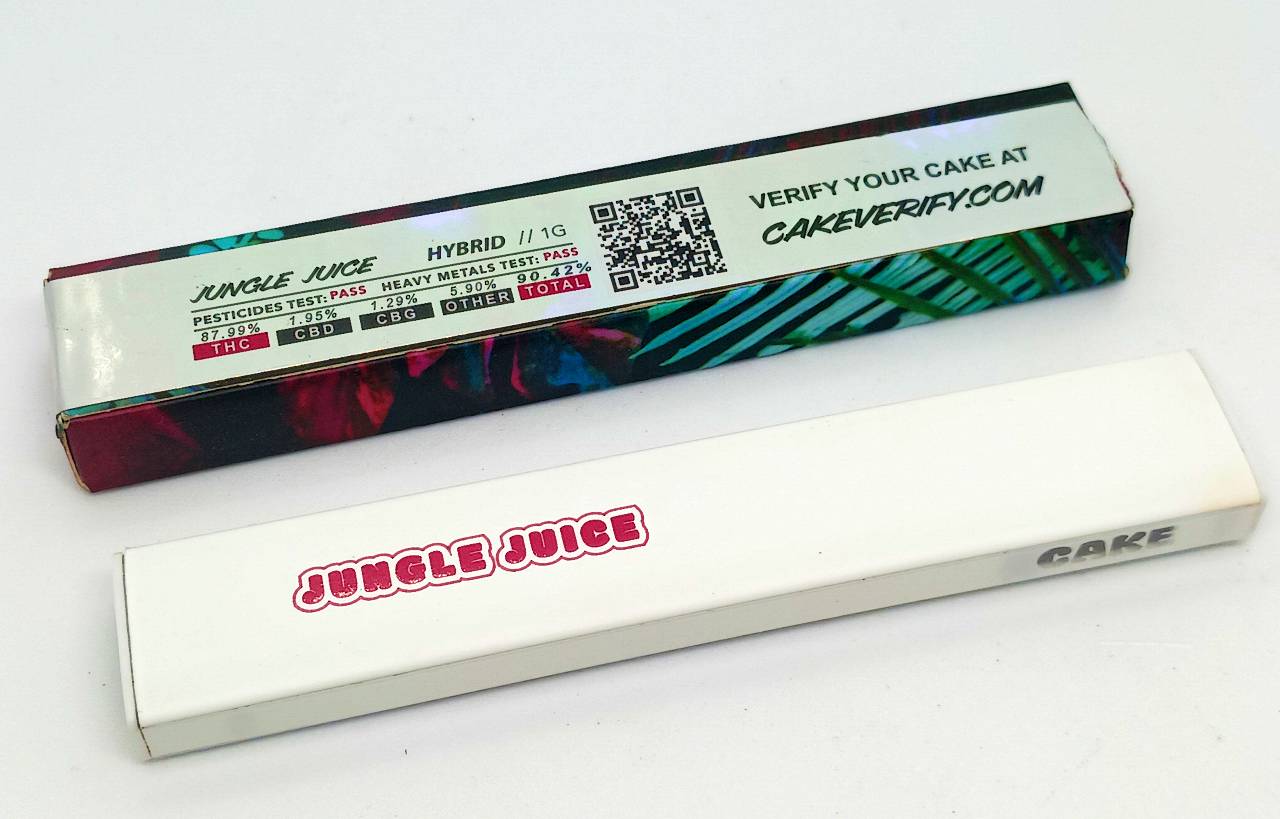 JUNGLE JUICE HYBRID // 1G
PESTICIDES TEST: PASS HEAVY METALS TEST: PASS
87.99% 1.95% 1.29% 5.90% 90.42%
THC CBD CBG OTHER TOTAL
VERIFY YOUR CAKE AT
CAKEVERIFY.COM
JUNGLE JUICE
CAKE